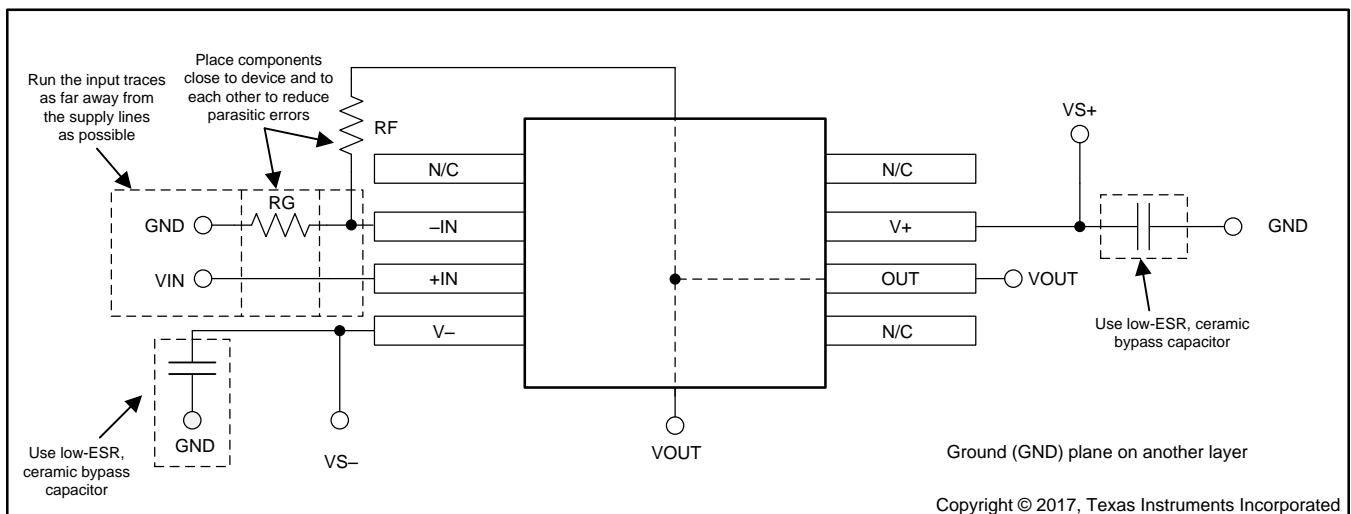 Place components
close to device and to
each other to reduce
parasitic errors
Run the input traces
as far away from
the supply lines
as possible
RF
VS+
N/C
N/C
RG
GND
–IN
V+
GND
VIN
+IN
OUT
VOUT
V–
N/C
Use low-ESR, ceramic
bypass capacitor
GND
Use low-ESR,
ceramic bypass
capacitor
VS–
VOUT
Ground (GND) plane on another layer
Copyright © 2017, Texas Instruments Incorporated